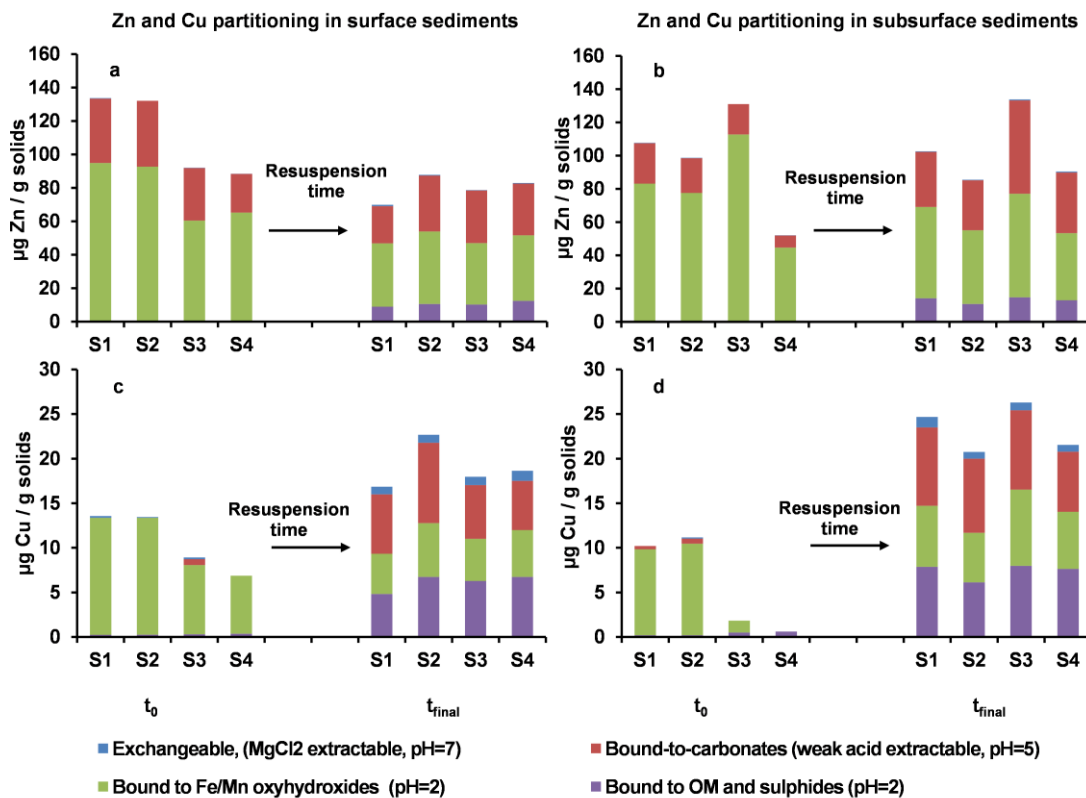 Zn and Cu partitioning in surface sediments
Zn and Cu partitioning in subsurface sediments
µg Zn / g solids
160
140
120
100
80
60
40
20
0
a
Resuspension
time
S1 S2 S3 S4 S1 S2 S3 S4
160
140
120
100
80
60
40
20
0
b
Resuspension
time
µg Zn / g solids
S1 S2 S3 S4 S1 S2 S3 S4
µg Cu / g solids
30
25
20
15
10
5
0
c
Resuspension
time
S1 S2 S3 S4 S1 S2 S3 S4
t0 tfinal
µg Cu / g solids
30
25
20
15
10
5
0
d
Resuspension
time
S1 S2 S3 S4 S1 S2 S3 S4
t0 tfinal
Exchangeable, (MgCl2 extractable, pH=7)
Bound-to-carbonates (weak acid extractable, pH=5)
Bound to Fe/Mn oxyhydroxides (pH=2)
Bound to OM and sulphides (pH=2)